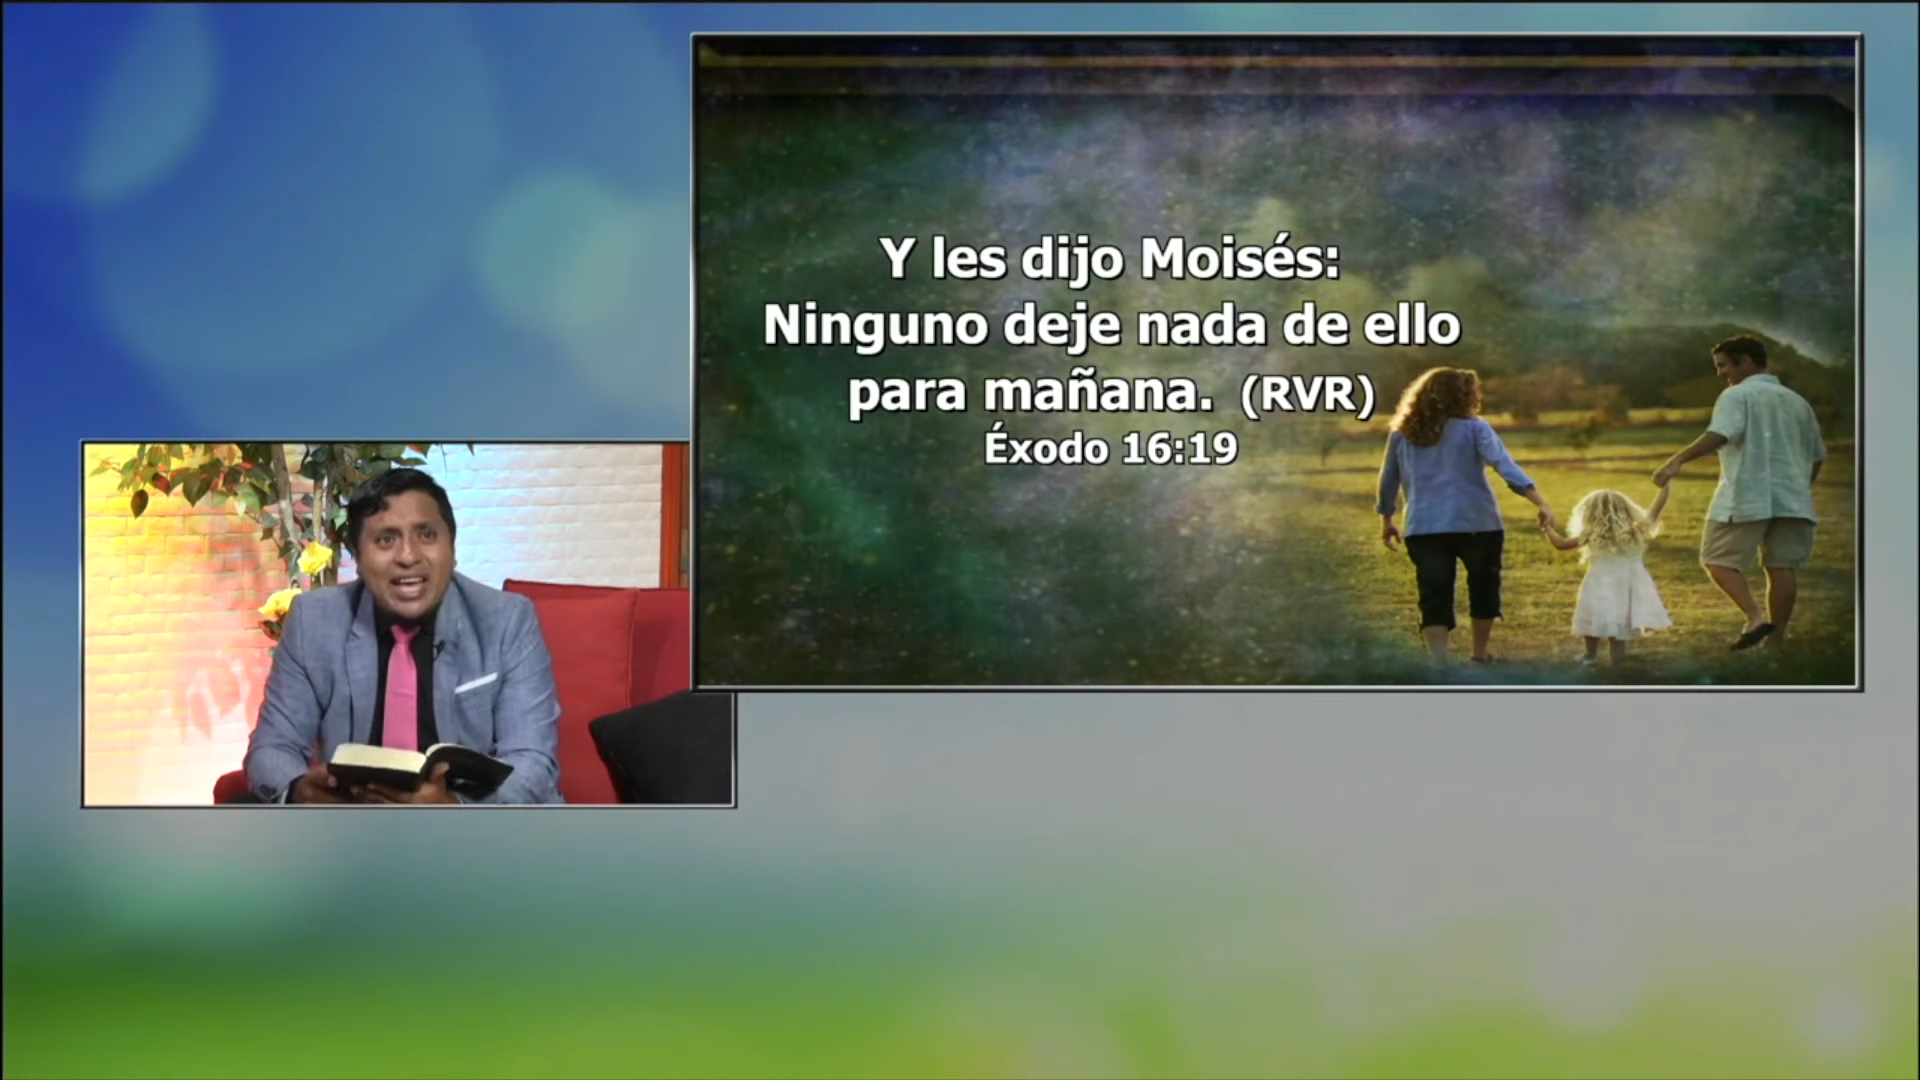 Y les dijo Moisés:
Ninguno deje nada de ello
para mañana. (RVR)
Éxodo 16:19